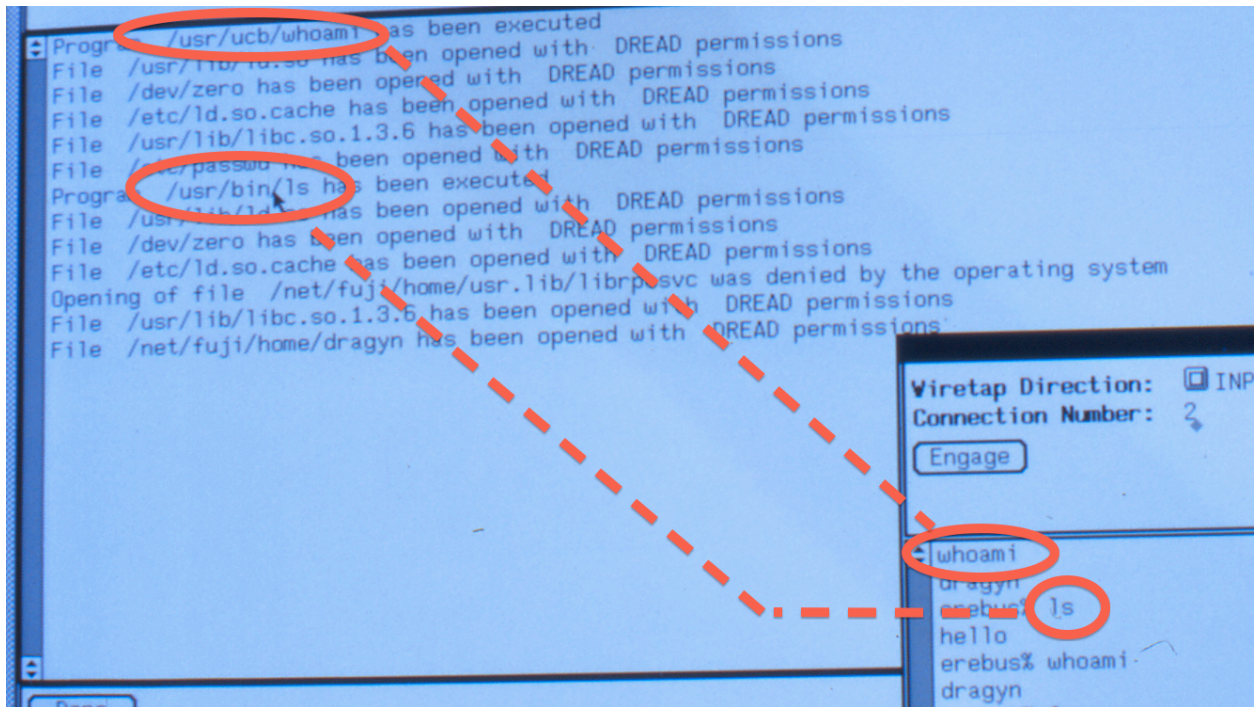 Program /usr/ucb/whoami has been executed
File /usr/lib/ld.so has been opened with DREAD permissions
File /dev/zero has been opened with DREAD permissions
File /etc/ld.so.cache has been opened with DREAD permissions
File /usr/lib/libc.so.1.3.6 has been opened with DREAD permissions
File /etc/passwd has been opened with DREAD permissions
Program /usr/bin/ls has been executed
File /usr/lib/ld.so has been opened with DREAD permissions
File /dev/zero has been opened with DREAD permissions
File /etc/ld.so.cache has been opened with DREAD permissions
Opening of file /net/fuji/home/usr.lib/librpcsvc was denied by the operating system
File /usr/lib/libc.so.1.3.6 has been opened with DREAD permissions
File /net/fuji/home/dragyn has been opened with DREAD permissions
Wiretap Direction: INP
Connection Number: 2
Engage
whoami
dragyn
erebus% ls
hello
erebus% whoami
dragyn